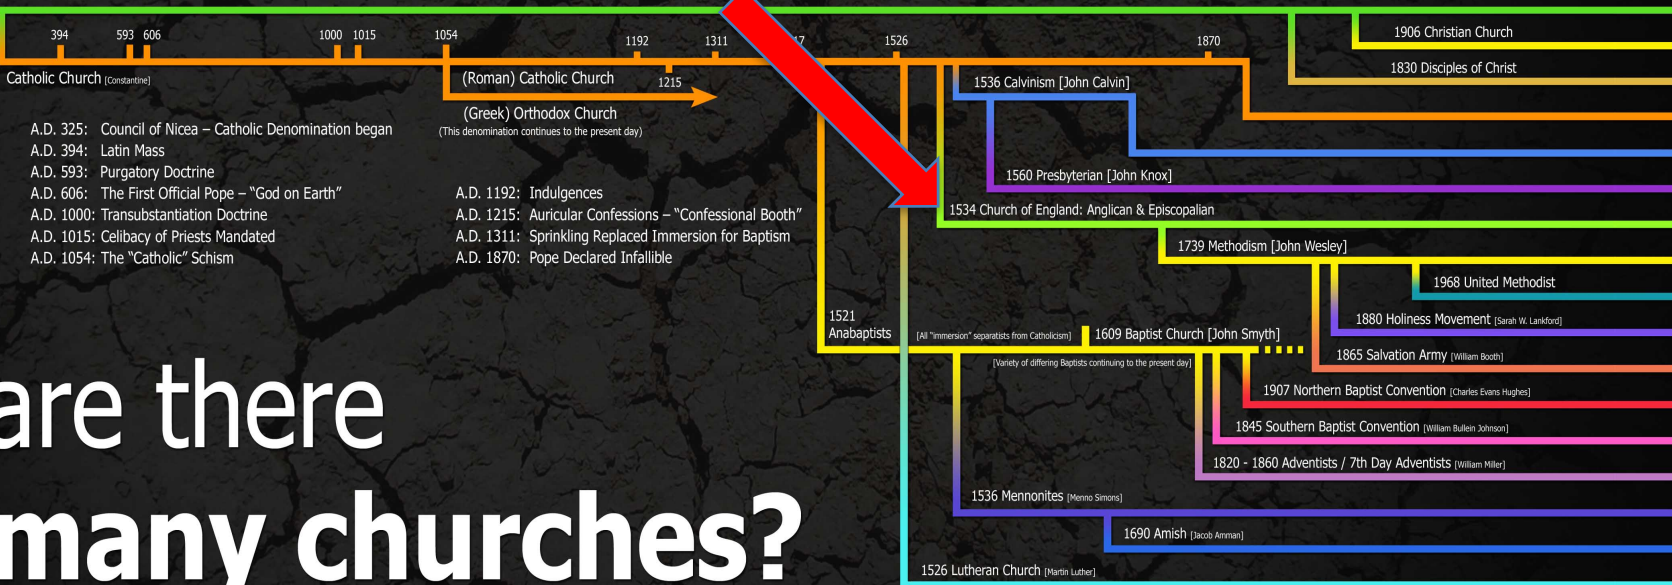 394
593 606
1000 1015
1054
1192
1311
17
1526
1870
1215
Catholic Church [Constantine]
(Roman) Catholic Church
(Greek) Orthodox Church
(This denomination continues to the present day)
A.D. 325: Council of Nicea – Catholic Denomination began
A.D. 394: Latin Mass
A.D. 593: Purgatory Doctrine
A.D. 606: The First Official Pope – “God on Earth”
A.D. 1000: Transubstantiation Doctrine
A.D. 1015: Celibacy of Priests Mandated
A.D. 1054: The “Catholic” Schism
A.D. 1192: Indulgences
A.D. 1215: Auricular Confessions – “Confessional Booth”
A.D. 1311: Sprinkling Replaced Immersion for Baptism
A.D. 1870: Pope Declared Infallible
1906 Christian Church
1830 Disciples of Christ
1536 Calvinism [John Calvin]
1560 Presbyterian [John Knox]
1534 Church of England: Anglican & Episcopalian
1739 Methodism [John Wesley]
1968 United Methodist
1880 Holiness Movement [Sarah W. Lankford]
1865 Salvation Army [William Booth]
1521
Anabaptists
[All “immersion” separatists from Catholicism]
1609 Baptist Church [John Smyth]
[Variety of differing Baptists continuing to the present day]
1907 Northern Baptist Convention [Charles Evans Hughes]
1845 Southern Baptist Convention [William Bullein Johnson]
1820 - 1860 Adventists / 7th Day Adventists [William Miller]
1536 Mennonites [Menno Simons]
1690 Amish [Jacob Amman]
1526 Lutheran Church [Martin Luther]
are there
many churches?